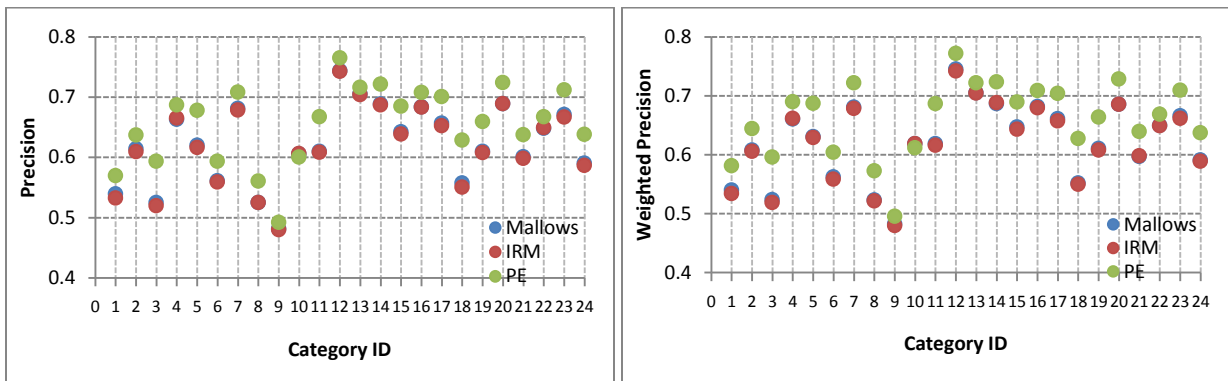 0.8
0.7
0.6
0.5
0.4
Precision
Mallows
IRM
PE
0 1 2 3 4 5 6 7 8 9 10 11 12 13 14 15 16 17 18 19 20 21 22 23 24
Category ID
0.8
0.7
0.6
0.5
0.4
Weighted Precision
Mallows
IRM
PE
0 1 2 3 4 5 6 7 8 9 10 11 12 13 14 15 16 17 18 19 20 21 22 23 24
Category ID